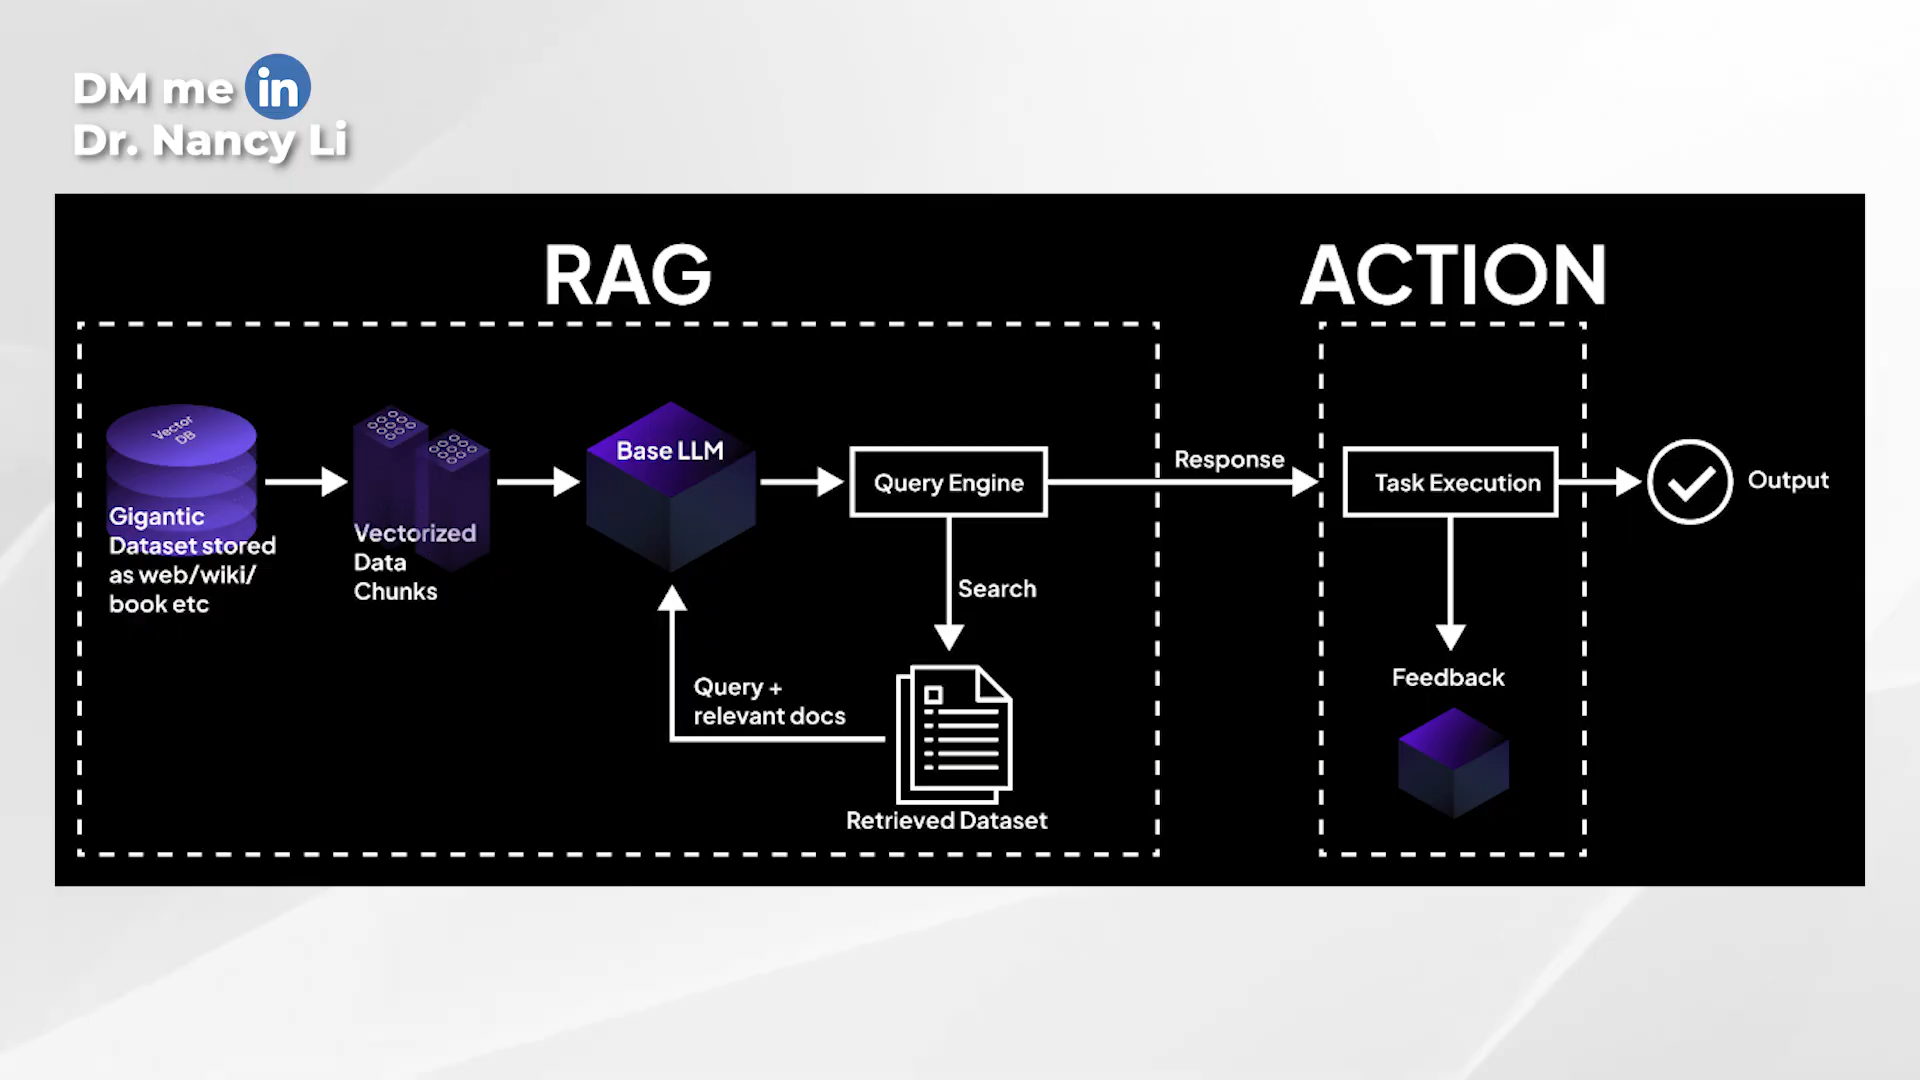 DM me in
Dr. Nancy Li
RAG
ACTION
Vector
DB
Gigantic
Dataset stored
as web/wiki/
book etc
Vectorized
Data
Chunks
Base LLM
Query Engine
Response
Task Execution
Output
Search
Query +
relevant docs
Retrieved Dataset
Feedback